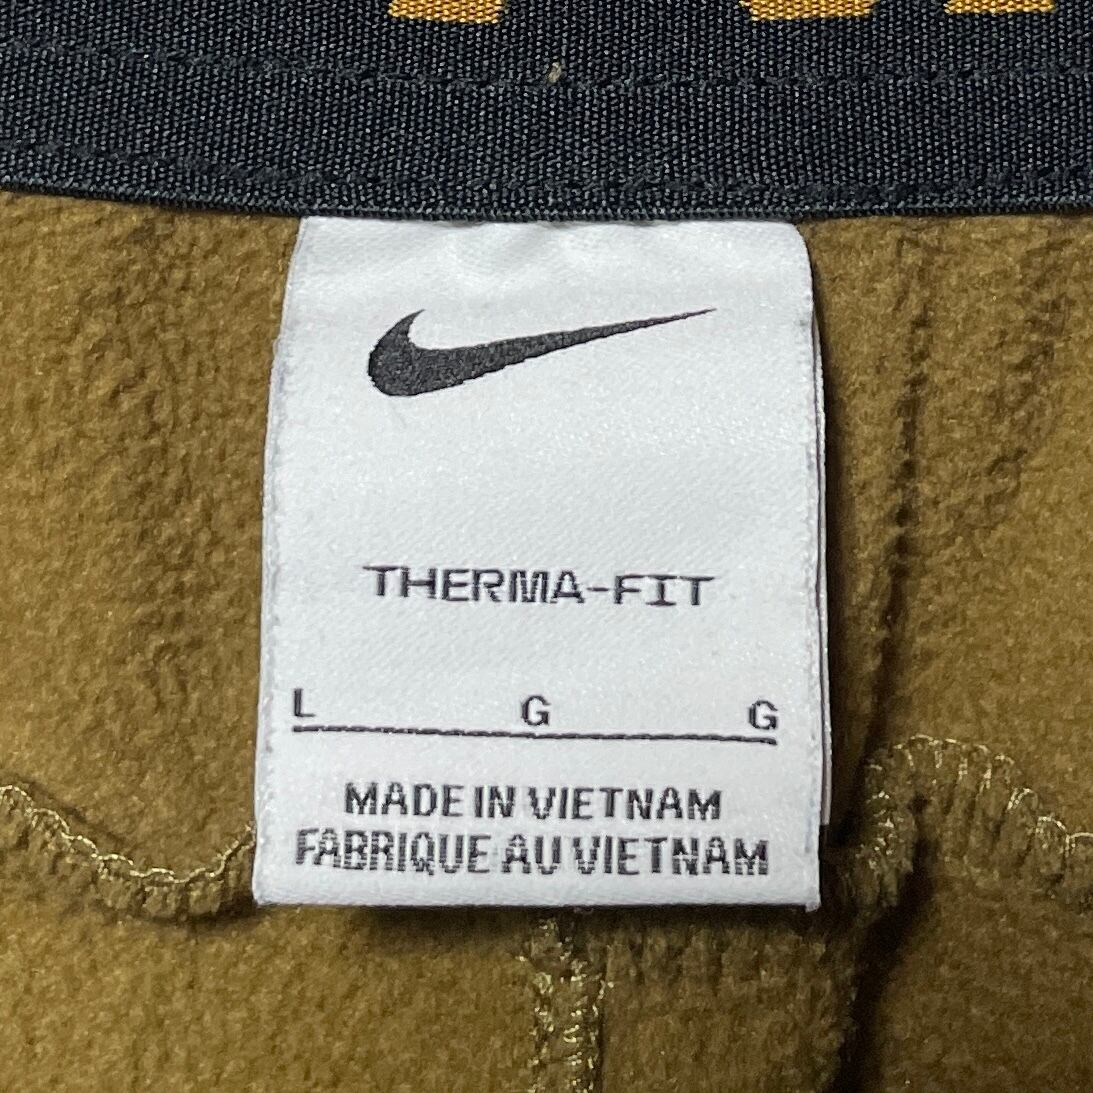 THERMA-FIT
L G G
MADE IN VIETNAM
FABRIQUE AU VIETNAM